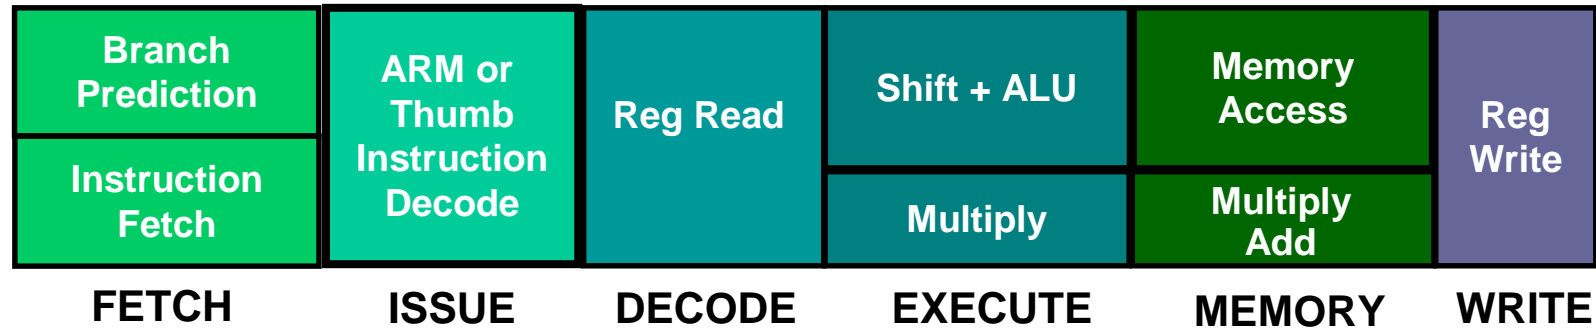 Branch
Prediction
Instruction
Fetch
ARM or
Thumb
Instruction
Decode
Reg Read
Shift + ALU
Multiply
Memory
Access
Multiply
Add
Reg
Write
FETCH
ISSUE
DECODE
EXECUTE
MEMORY
WRITE